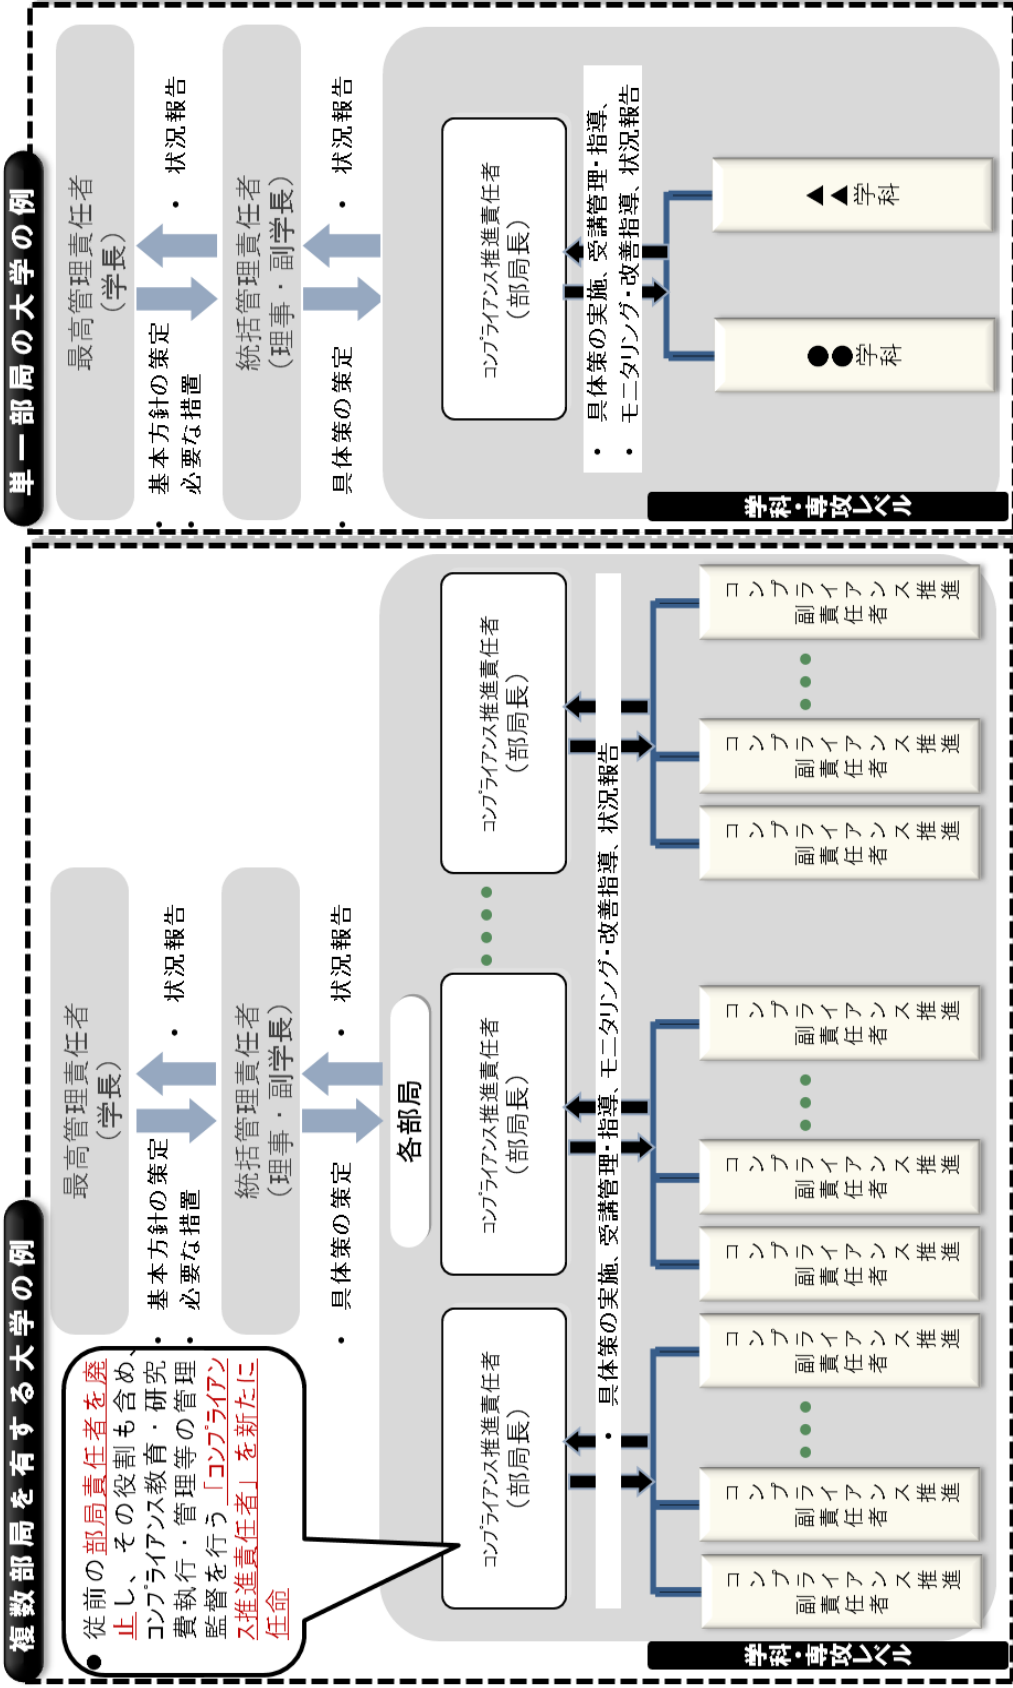 複数部局を有する大学の例
最高管理責任者
（学長）
• 基本方針の策定
• 必要な措置
• 状況報告
統括管理責任者
（理事・副学長）
• 具体策の策定
• 状況報告
● 従前の部局責任者を廃
止し、その役割も含め、
コンプライアンス教育・研究
費執行・管理等の管理
監督を行う「コンプライアン
ス推進責任者」を新たに
任命
各部局
コンプライアンス推進責任者
（部局長）
コンプライアンス推進責任者
（部局長）
コンプライアンス推進責任者
（部局長）
• 具体策の実施、受講管理・指導、モニタリング・改善指導、状況報告
コンプライアンス推進
副責任者
コンプライアンス推進
副責任者
コンプライアンス推進
副責任者
コンプライアンス推進
副責任者
コンプライアンス推進
副責任者
コンプライアンス推進
副責任者
コンプライアンス推進
副責任者
コンプライアンス推進
副責任者
コンプライアンス推進
副責任者
学科・専攻レベル
単一部局の大学の例
最高管理責任者
（学長）
• 基本方針の策定
• 必要な措置
• 状況報告
統括管理責任者
（理事・副学長）
• 具体策の策定
• 状況報告
コンプライアンス推進責任者
（部局長）
• 具体策の実施、受講管理・指導、
• モニタリング・改善指導、状況報告
●●学科
▲▲学科
学科・専攻レベル